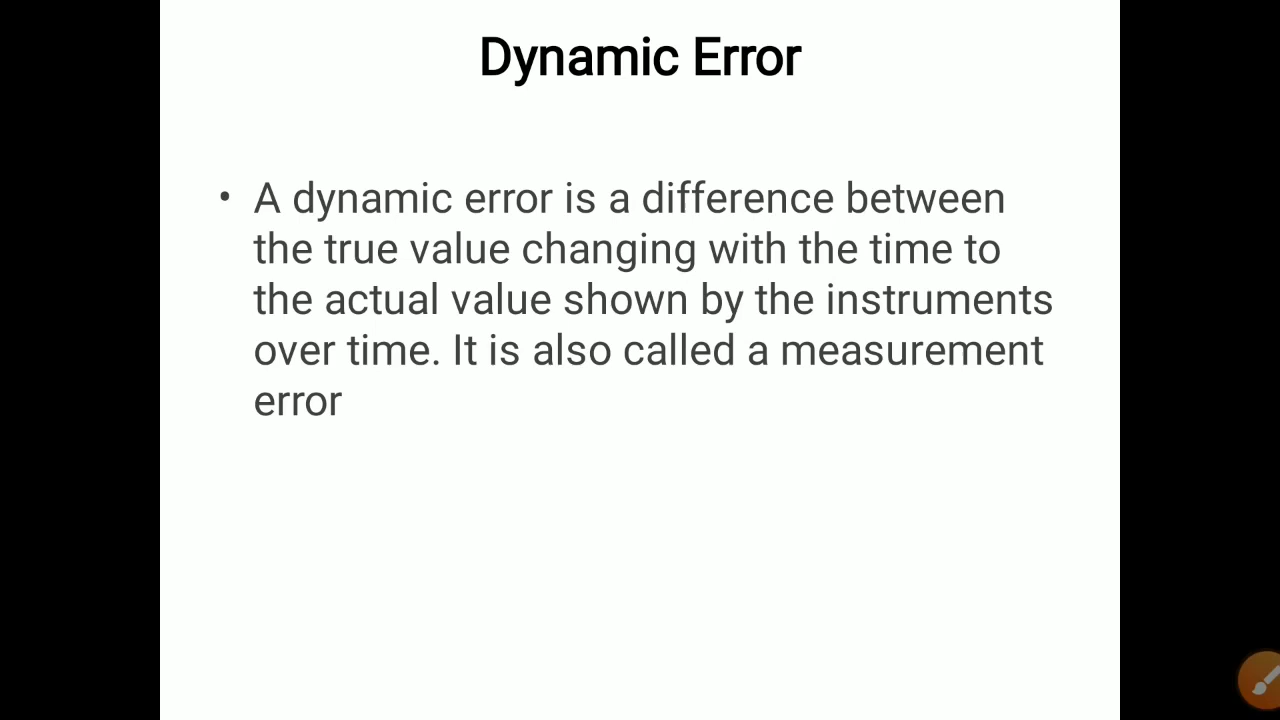 Dynamic Error
• A dynamic error is a difference between
the true value changing with the time to
the actual value shown by the instruments
over time. It is also called a measurement
error